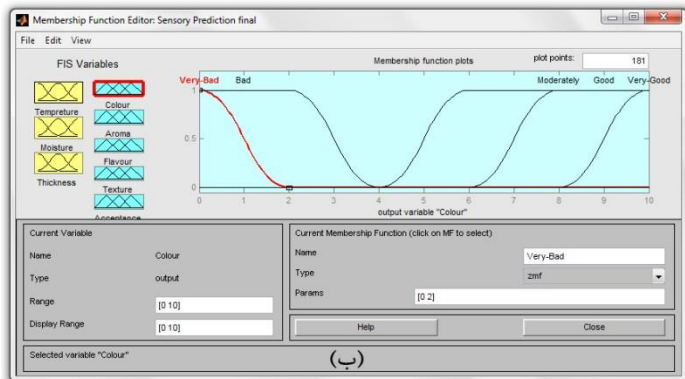 Membership Function Editor: Sensory Prediction final
File Edit View
FIS Variables
Tempreture
Moisture
Thickness
Colour
Aroma
Flavour
Texture
Acceptance
Membership function plots
plot points:
181
Very-Bad
Bad
Moderately
Good
Very-Good
1
0.5
0
0 1 2 3 4 5 6 7 8 9 10
output variable "Colour"
Current Variable
Name Colour
Type output
Range [0 10]
Display Range [0 10]
Current Membership Function (click on MF to select)
Name Very-Bad
Type zmf
Params [0 2]
Help Close
Selected variable "Colour"
(ب)